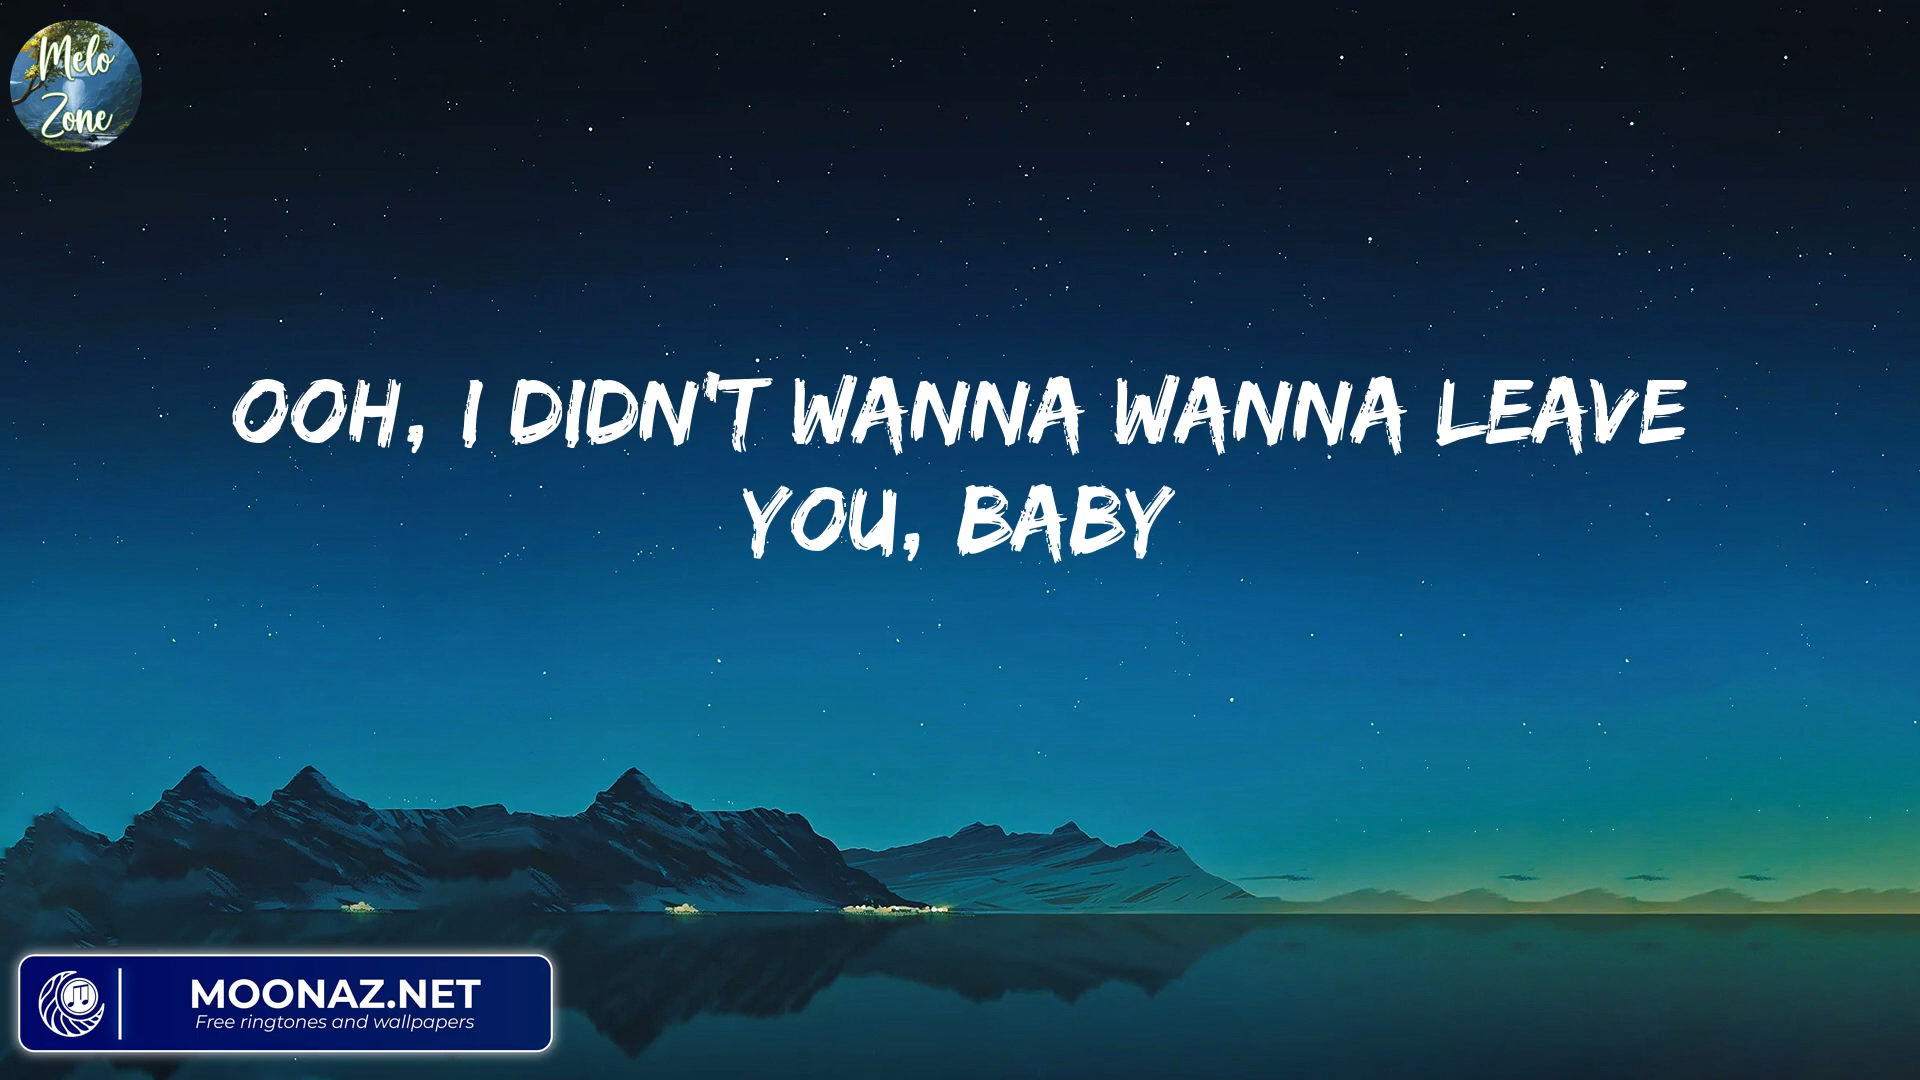 Melo
Zone
OOH, I DIDN'T WANNA WANNA LEAVE
YOU, BABY
MOONAZ.NET
Free ringtones and wallpapers